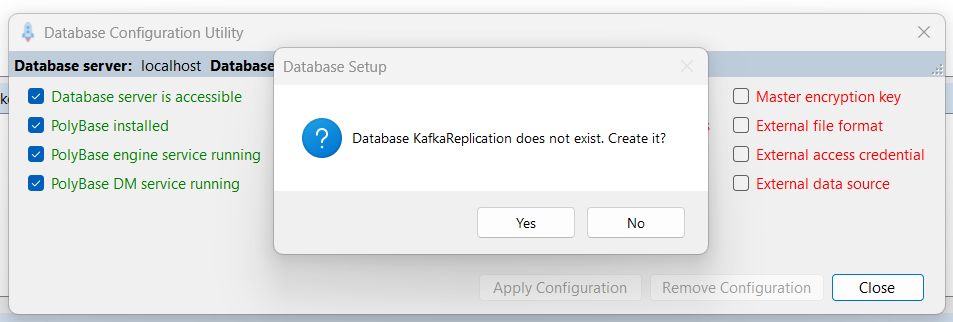 Database Configuration Utility
Database server: localhost Database
Database Setup
Database KafkaReplication does not exist. Create it?
Yes
No
Database server is accessible
PolyBase installed
PolyBase engine service running
PolyBase DM service running
Master encryption key
External file format
External access credential
External data source
Apply Configuration
Remove Configuration
Close